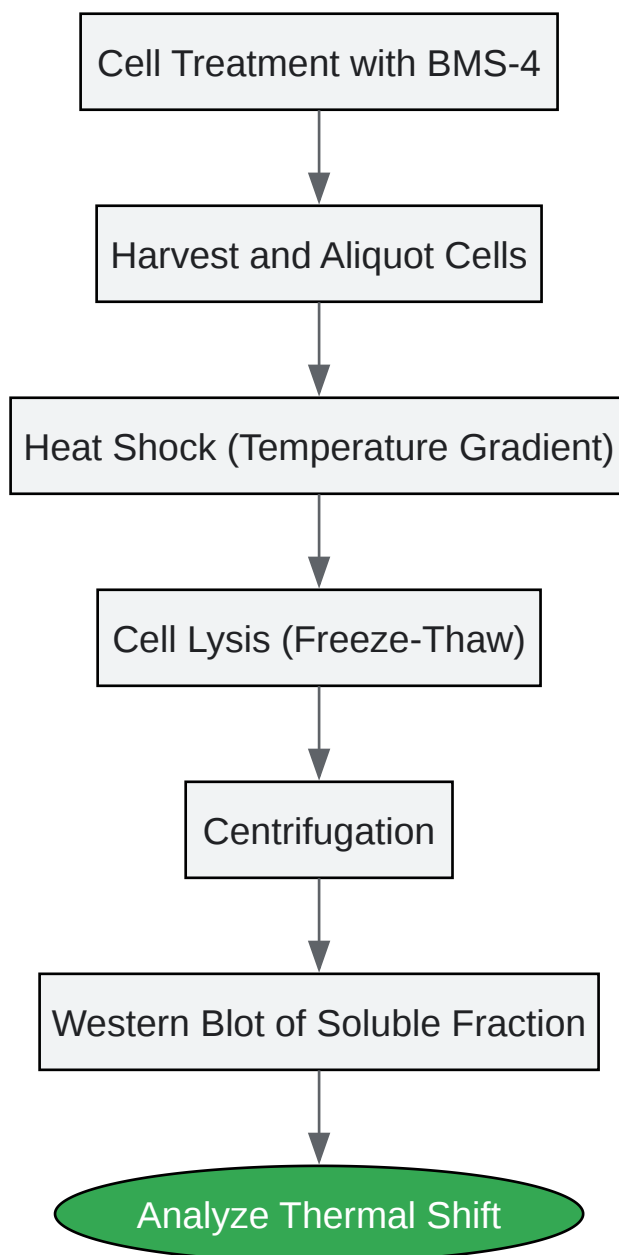 Cell Treatment with BMS-4
Harvest and Aliquot Cells
Heat Shock (Temperature Gradient)
Cell Lysis (Freeze-Thaw)
Centrifugation
Western Blot of Soluble Fraction
Analyze Thermal Shift